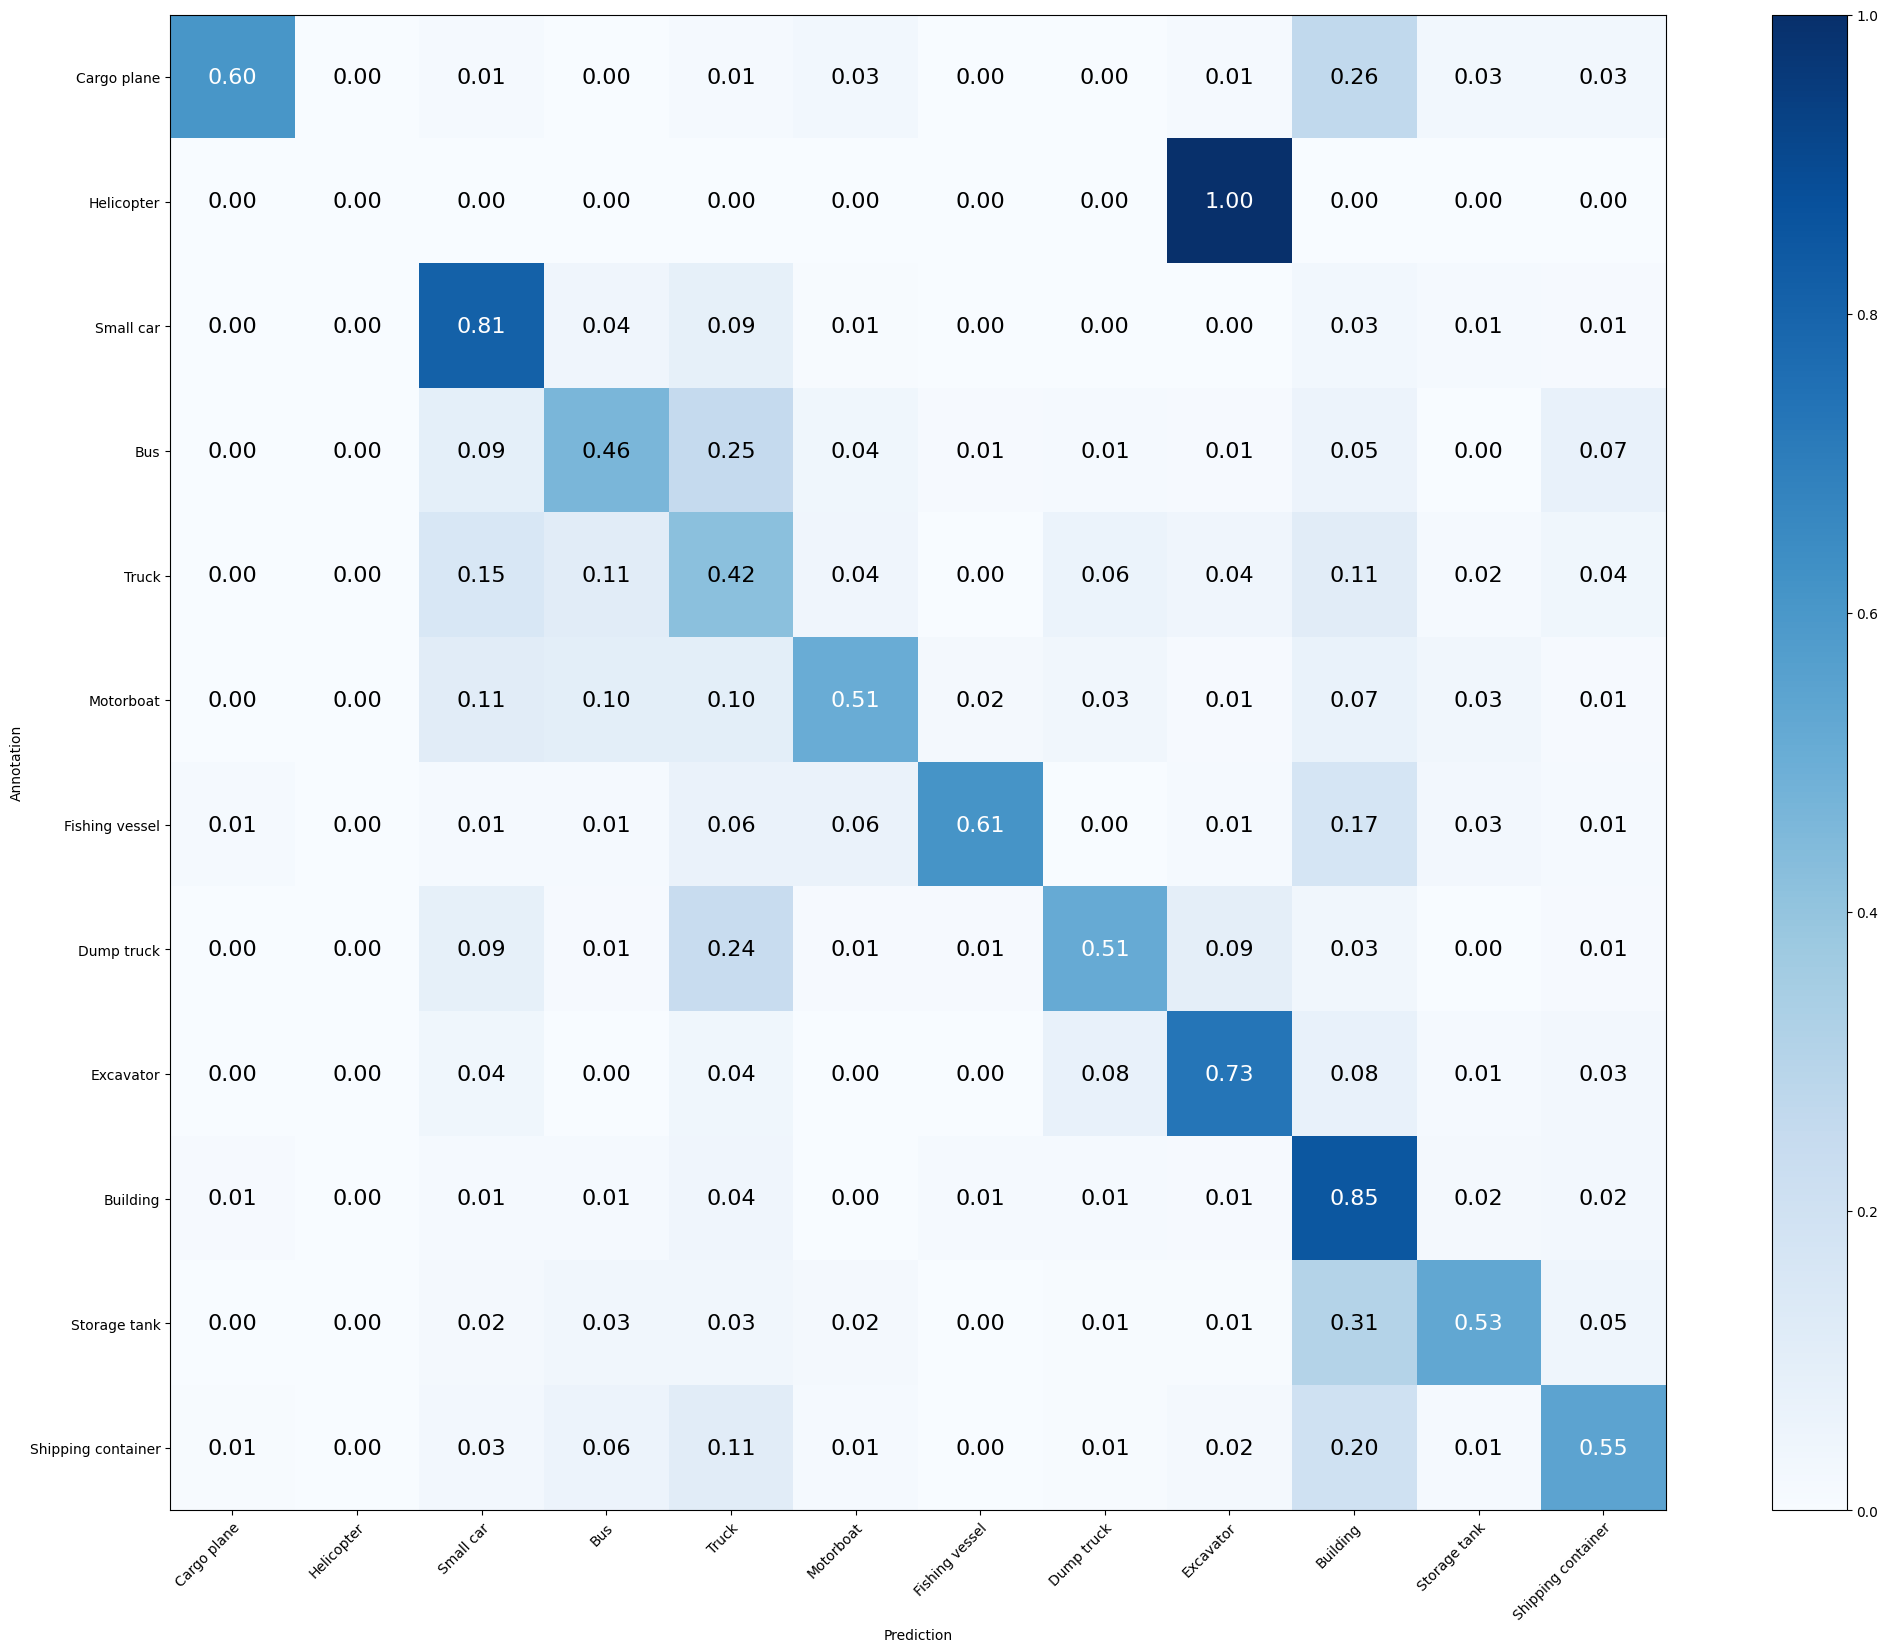 Cargo plane 0.60 0.00 0.01 0.00 0.01 0.03 0.00 0.00 0.01 0.26 0.03 0.03
Helicopter 0.00 0.00 0.00 0.00 0.00 0.00 0.00 0.00 1.00 0.00 0.00 0.00
Small car 0.00 0.00 0.81 0.04 0.09 0.01 0.00 0.00 0.00 0.03 0.01 0.01
Bus 0.00 0.00 0.09 0.46 0.25 0.04 0.01 0.01 0.01 0.05 0.00 0.07
Truck 0.00 0.00 0.15 0.11 0.42 0.04 0.00 0.06 0.04 0.11 0.02 0.04
Motorboat 0.00 0.00 0.11 0.10 0.10 0.51 0.02 0.03 0.01 0.07 0.03 0.01
Fishing vessel 0.01 0.00 0.01 0.01 0.06 0.06 0.61 0.00 0.01 0.17 0.03 0.01
Dump truck 0.00 0.00 0.09 0.01 0.24 0.01 0.01 0.51 0.09 0.03 0.00 0.01
Excavator 0.00 0.00 0.04 0.00 0.04 0.00 0.00 0.08 0.73 0.08 0.01 0.03
Building 0.01 0.00 0.01 0.01 0.04 0.00 0.01 0.01 0.01 0.85 0.02 0.02
Storage tank 0.00 0.00 0.02 0.03 0.03 0.02 0.00 0.01 0.01 0.31 0.53 0.05
Shipping container 0.01 0.00 0.03 0.06 0.11 0.01 0.00 0.01 0.02 0.20 0.01 0.55
Annotation
Cargo plane
Helicopter
Small car
Bus
Truck
Motorboat
Fishing vessel
Dump truck
Excavator
Building
Storage tank
Shipping container
Prediction
1.0
0.8
0.6
0.4
0.2
0.0